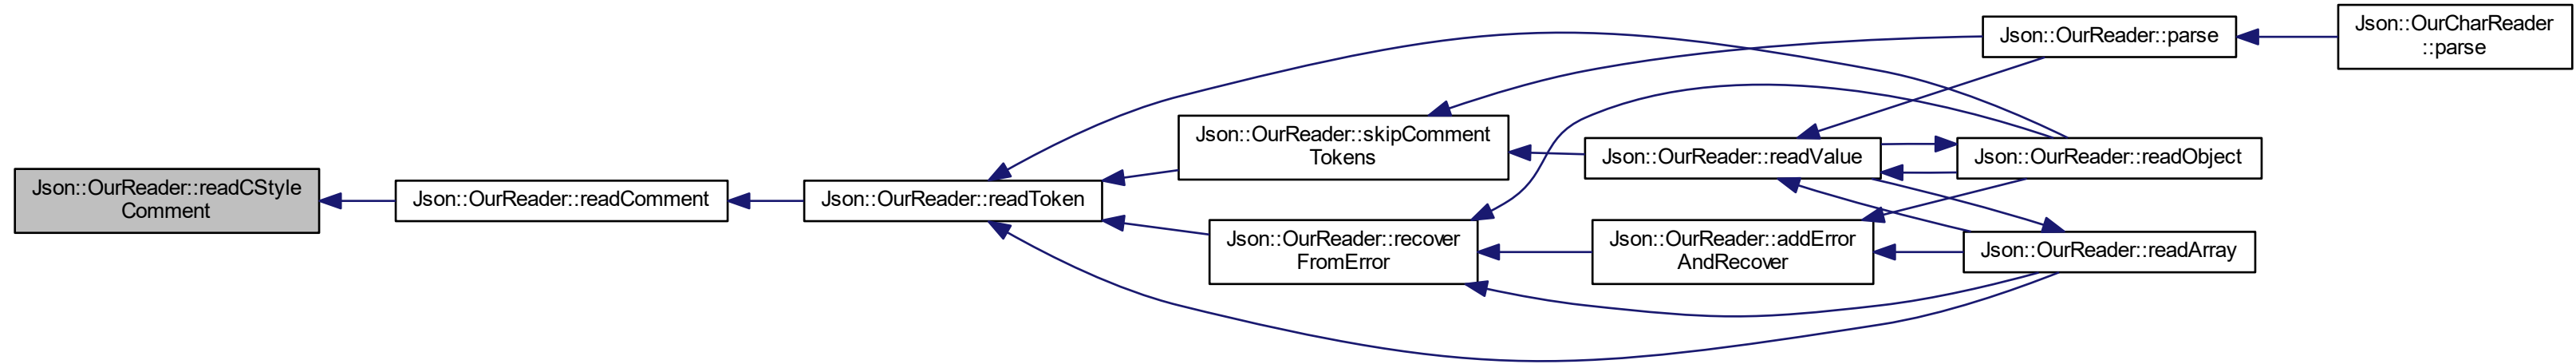 Json::OurReader::readCStyle
Comment
Json::OurReader::readComment
Json::OurReader::readToken
Json::OurReader::skipComment
Tokens
Json::OurReader::recover
FromError
Json::OurReader::readValue
Json::OurReader::addError
AndRecover
Json::OurReader::parse
Json::OurReader::readObject
Json::OurReader::readArray
Json::OurCharReader
::parse